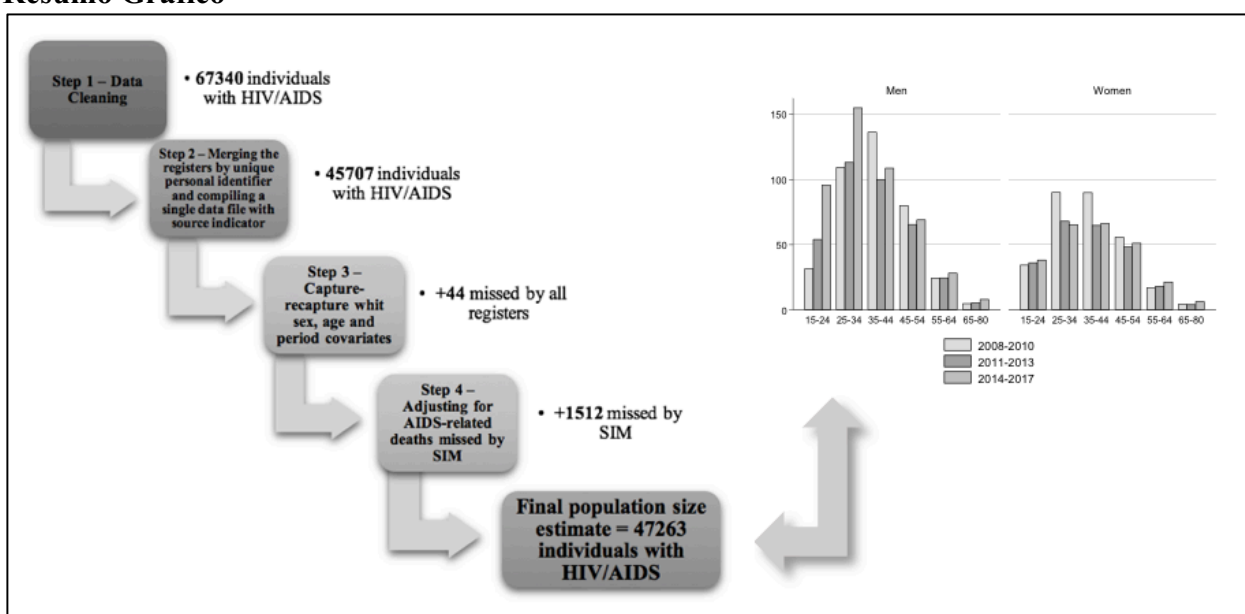 Resumo Gráfico
Step 1 – Data
Cleaning
• 67340 individuals
with HIV/AIDS
Step 2 – Merging the
registers by unique
personal identifier
and compiling a
single data file with
source indicator
• 45707 individuals
with HIV/AIDS
Step 3 –
Capture-
recapture whit
sex, age and
period covariates
• +44 missed by all
registers
Step 4 –
Adjusting for
AIDS-related
deaths missed by
SIM
• +1512 missed by
SIM
Final population size
estimate = 47263
individuals with
HIV/AIDS
Men
Women
150
100
50
0
15-24 25-34 35-44 45-54 55-64 65-80
15-24 25-34 35-44 45-54 55-64 65-80
2008-2010
2011-2013
2014-2017